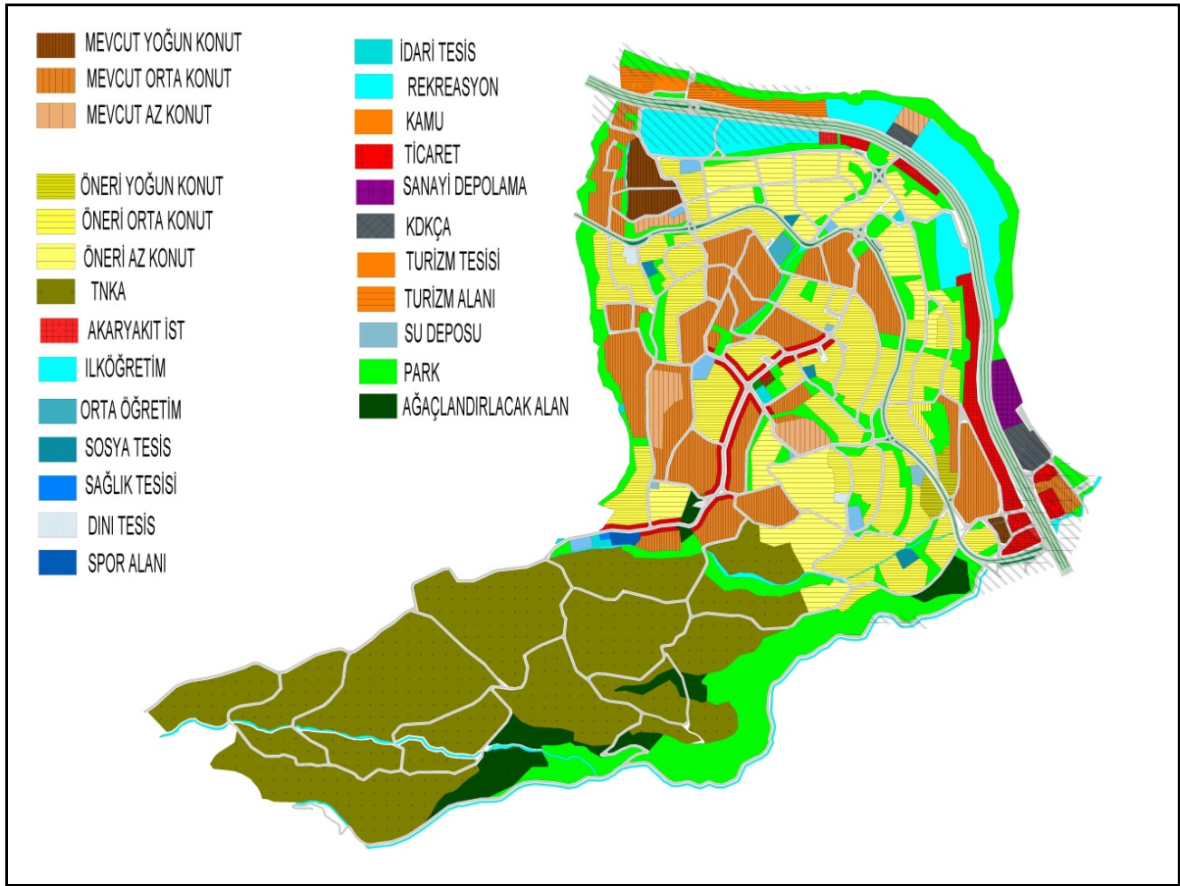 MEVCUT YOĞUN KONUT
MEVCUT ORTA KONUT
MEVCUT AZ KONUT
ÖNERİ YOĞUN KONUT
ÖNERİ ORTA KONUT
ÖNERİ AZ KONUT
TNKA
AKARYAKIT İST
ILKÖĞRETİM
ORTA ÖĞRETİM
SOSYA TESİS
SAĞLIK TESİSİ
DINI TESİS
SPOR ALANI
İDARİ TESİS
REKREASYON
KAMU
TİCARET
SANAYİ DEPOLAMA
KDKÇA
TURİZM TESİSİ
TURİZM ALANI
SU DEPOSU
PARK
AĞAÇLANDIRLACAK ALAN